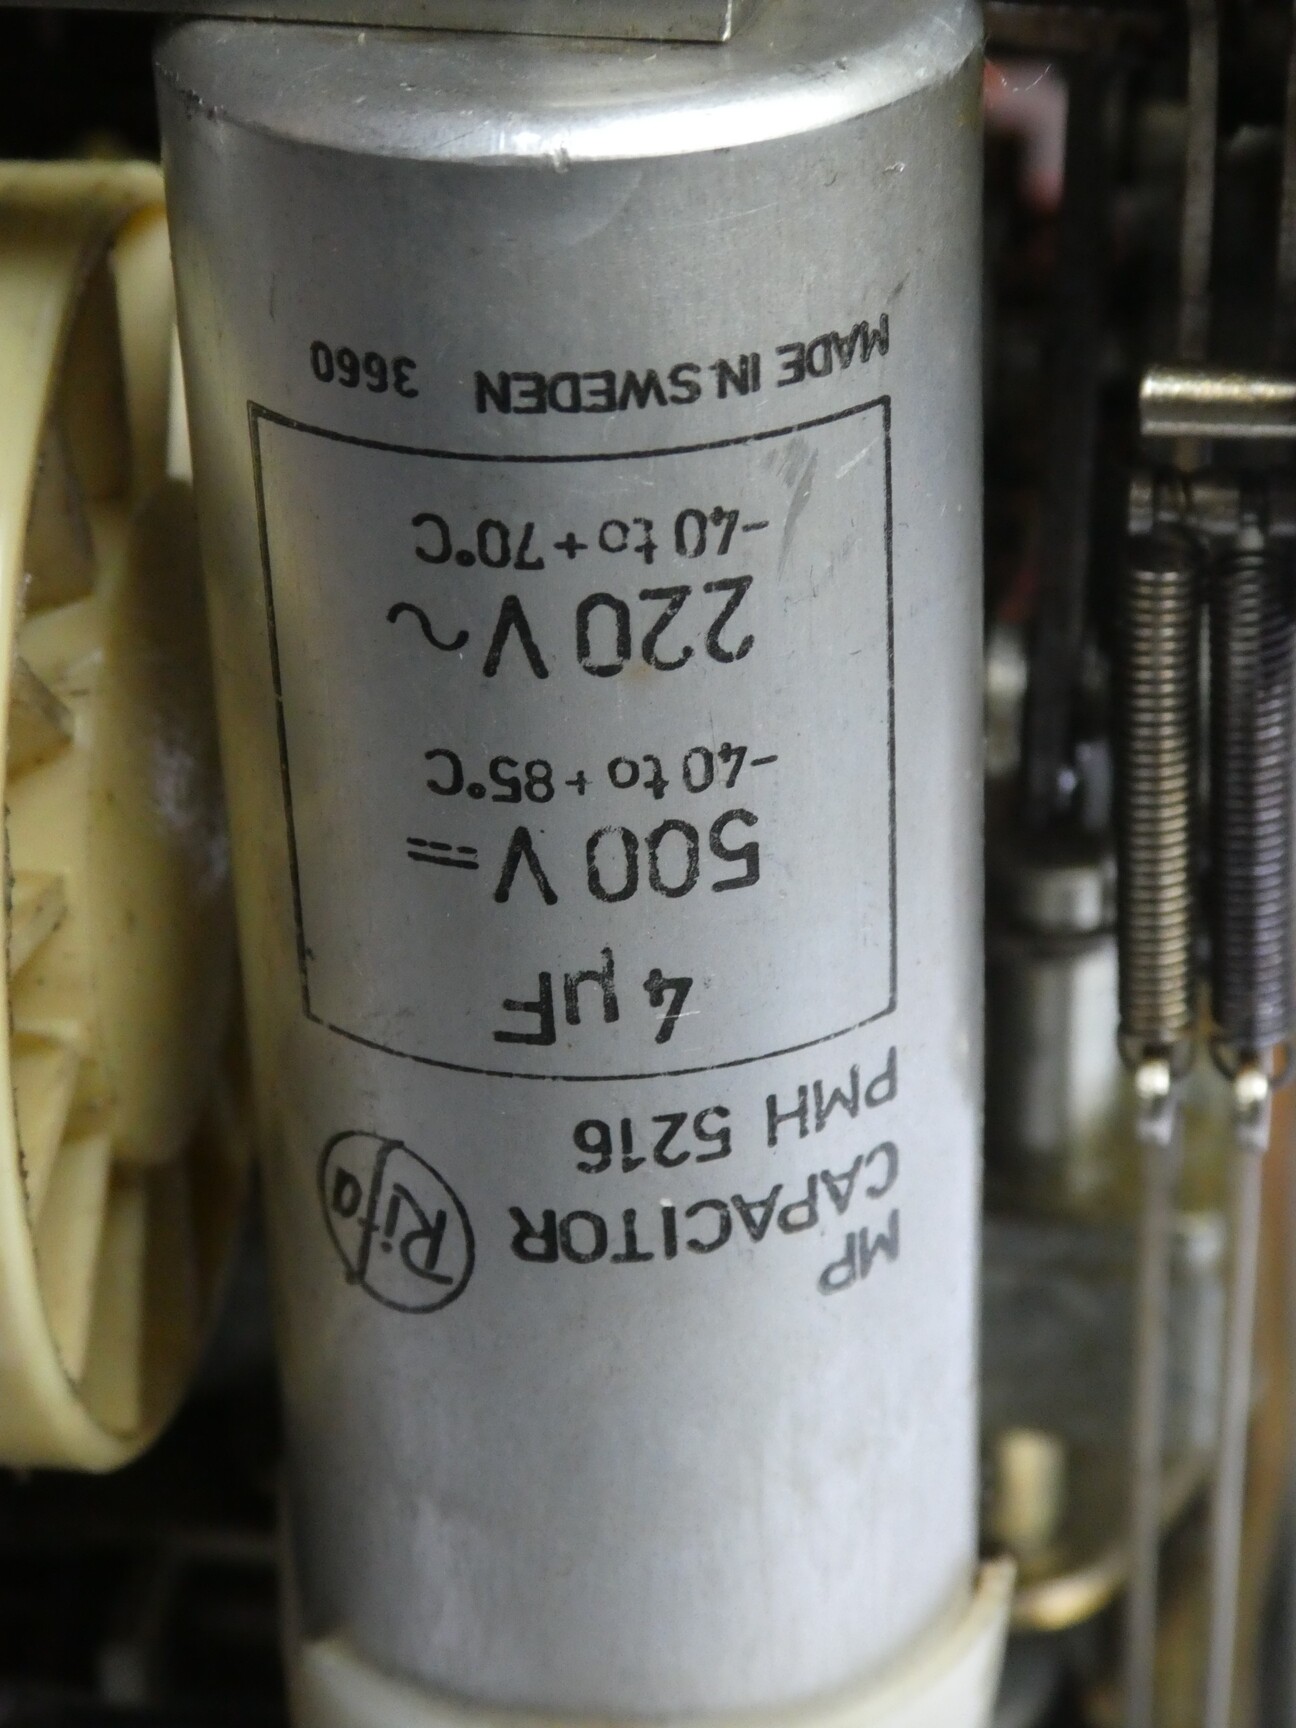 MP
CAPACITOR Rifa
PMH 5216
4 µF
500 V ⎓
-40 to +85°C
220 V ~
-40 to +70°C
MADE IN SWEDEN 3660